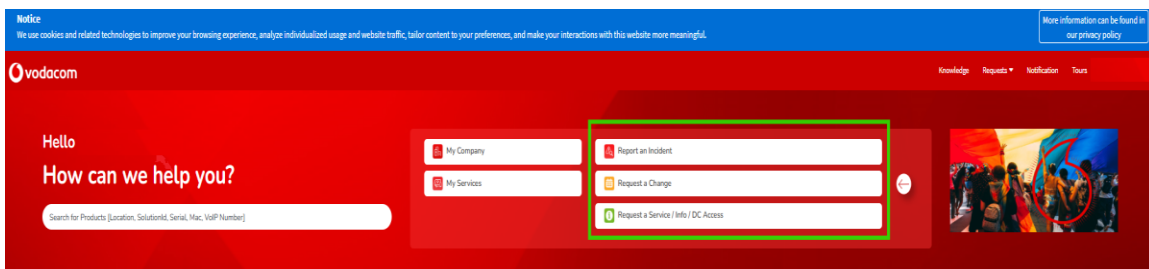 Notice
We use cookies and related technologies to improve your browsing experience, analyze individualized usage and website traffic, tailor content to your preferences, and make your interactions with this website more meaningful.
More information can be found in
our privacy policy
vodacom
Knowledge Requests Notification Tours
Hello
How can we help you?
Search for Products [Location, SolutionId, Serial, Mac, VoIP Number]
My Company
My Services
Report an Incident
Request a Change
Request a Service / Info / DC Access